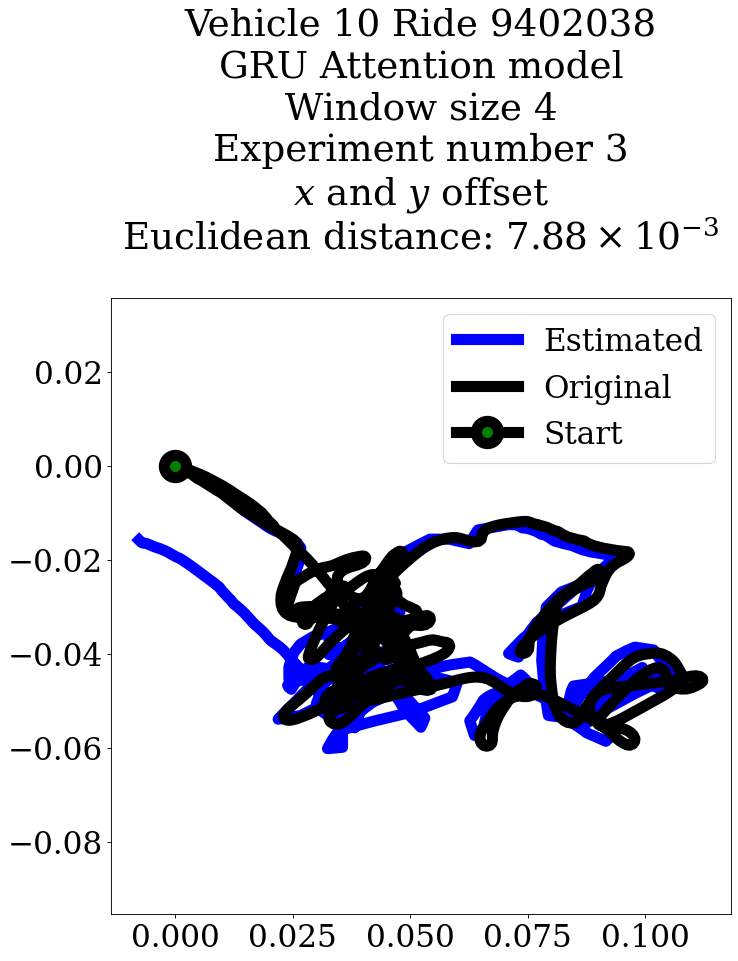 Vehicle 10 Ride 9402038
GRU Attention model
Window size 4
Experiment number 3
x and y offset
Euclidean distance: 7.88 × 10⁻³
Estimated
Original
Start
0.02
0.00
−0.02
−0.04
−0.06
−0.08
0.000 0.025 0.050 0.075 0.100